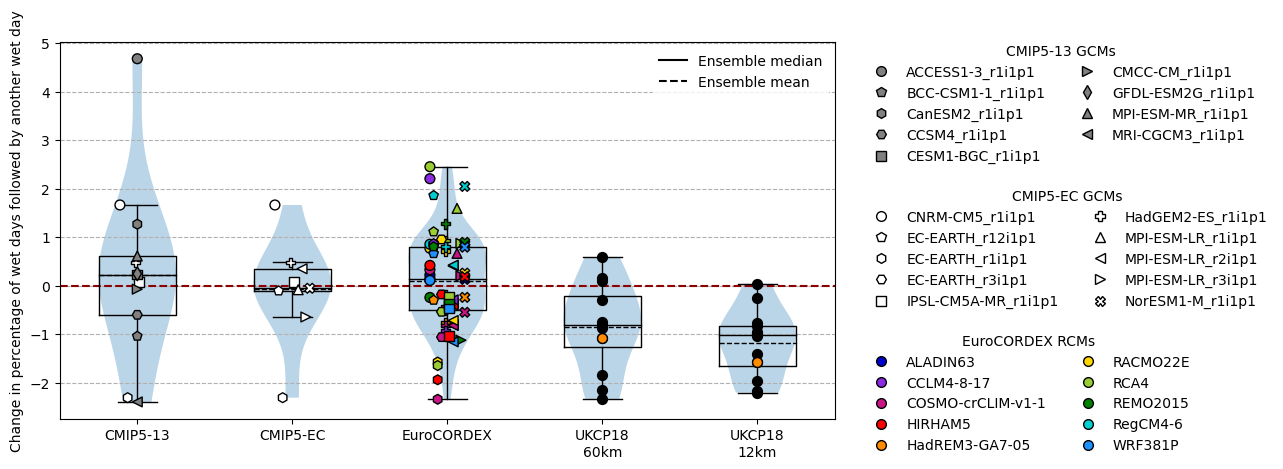 Change in percentage of wet days followed by another wet day
5
4
3
2
1
0
−1
−2
Ensemble median
Ensemble mean
CMIP5-13
CMIP5-EC
EuroCORDEX
UKCP18
60km
UKCP18
12km
CMIP5-13 GCMs
ACCESS1-3_r1i1p1
BCC-CSM1-1_r1i1p1
CanESM2_r1i1p1
CCSM4_r1i1p1
CESM1-BGC_r1i1p1
CMCC-CM_r1i1p1
GFDL-ESM2G_r1i1p1
MPI-ESM-MR_r1i1p1
MRI-CGCM3_r1i1p1
CMIP5-EC GCMs
CNRM-CM5_r1i1p1
EC-EARTH_r12i1p1
EC-EARTH_r1i1p1
EC-EARTH_r3i1p1
IPSL-CM5A-MR_r1i1p1
HadGEM2-ES_r1i1p1
MPI-ESM-LR_r1i1p1
MPI-ESM-LR_r2i1p1
MPI-ESM-LR_r3i1p1
NorESM1-M_r1i1p1
EuroCORDEX RCMs
ALADIN63
CCLM4-8-17
COSMO-crCLIM-v1-1
HIRHAM5
HadREM3-GA7-05
RACMO22E
RCA4
REMO2015
RegCM4-6
WRF381P